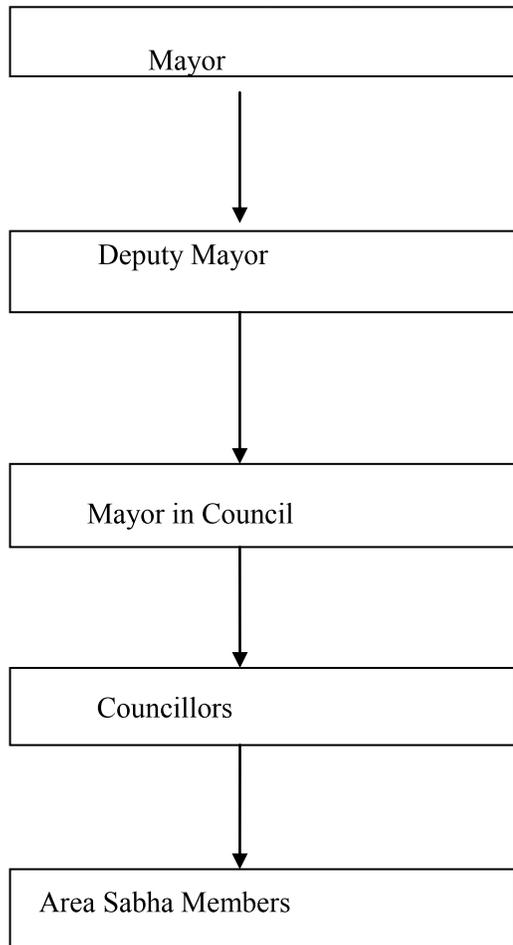 Mayor
Deputy Mayor
Mayor in Council
Councillors
Area Sabha Members